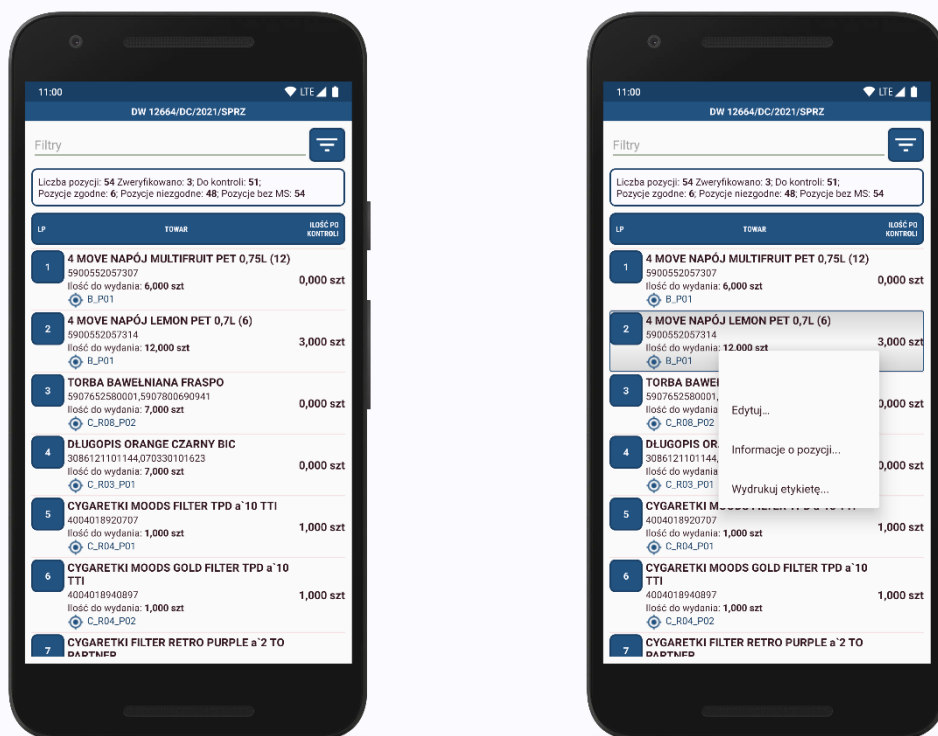 11:00
LTE
DW 12664/DC/2021/SPRZ
Filtry
Liczba pozycji: 54 Zweryfikowano: 3; Do kontroli: 51;
Pozycje zgodne: 6; Pozycje niezgodne: 48; Pozycje bez MS: 54
LP TOWAR ILOŚĆ PO
KONTROLI
1 4 MOVE NAPÓJ MULTIFRUIT PET 0,75L (12)
5900552057307
Ilość do wydania: 6,000 szt 0,000 szt
B_P01
2 4 MOVE NAPÓJ LEMON PET 0,7L (6)
5900552057314
Ilość do wydania: 12,000 szt 3,000 szt
B_P01
3 TORBA BAWEŁNIANA FRASPO
5907652580001,5907800690941
Ilość do wydania: 7,000 szt 0,000 szt
C_R08_P02
4 DŁUGOPIS ORANGE CZARNY BIC
3086121101144,070330101623
Ilość do wydania: 7,000 szt 0,000 szt
C_R03_P01
5 CYGARETKI MOODS FILTER TPD a`10 TTI
4004018920707
Ilość do wydania: 1,000 szt 1,000 szt
C_R04_P01
6 CYGARETKI MOODS GOLD FILTER TPD a`10
TTI
4004018940897
Ilość do wydania: 1,000 szt 1,000 szt
C_R04_P02
7 CYGARETKI FILTER RETRO PURPLE a`2 TO
PARTNER
11:00
LTE
DW 12664/DC/2021/SPRZ
Filtry
Liczba pozycji: 54 Zweryfikowano: 3; Do kontroli: 51;
Pozycje zgodne: 6; Pozycje niezgodne: 48; Pozycje bez MS: 54
LP TOWAR ILOŚĆ PO
KONTROLI
1 4 MOVE NAPÓJ MULTIFRUIT PET 0,75L (12)
5900552057307
Ilość do wydania: 6,000 szt 0,000 szt
B_P01
2 4 MOVE NAPÓJ LEMON PET 0,7L (6)
5900552057314
Ilość do wydania: 12,000 szt 3,000 szt
B_P01
3 TORBA BAWEŁ
5907652580001,
Ilość do wydania 0,000 szt
C_R08_P02
4 DŁUGOPIS OR
3086121101144,
Ilość do wydania 0,000 szt
C_R03_P01
Edytuj...
Informacje o pozycji...
Wydrukuj etykietę...
5 CYGARETKI MOODS FILTER TPD a`10 TTI
4004018920707
Ilość do wydania: 1,000 szt 1,000 szt
C_R04_P01
6 CYGARETKI MOODS GOLD FILTER TPD a`10
TTI
4004018940897
Ilość do wydania: 1,000 szt 1,000 szt
C_R04_P02
7 CYGARETKI FILTER RETRO PURPLE a`2 TO
PARTNER